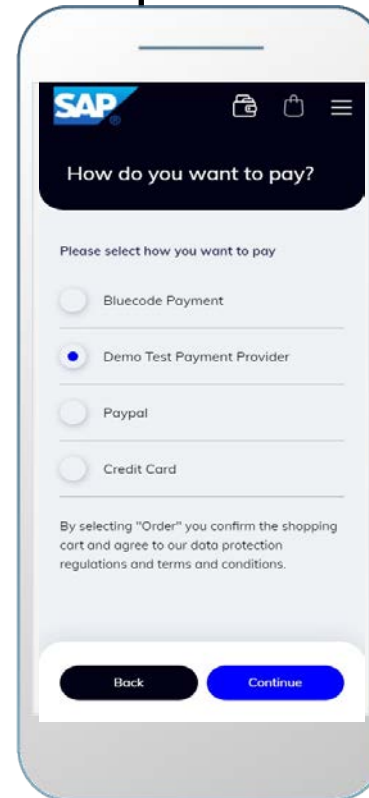 SAP®
How do you want to pay?
Please select how you want to pay
Bluecode Payment
Demo Test Payment Provider
Paypal
Credit Card
By selecting "Order" you confirm the shopping
cart and agree to our data protection
regulations and terms and conditions.
Back Continue